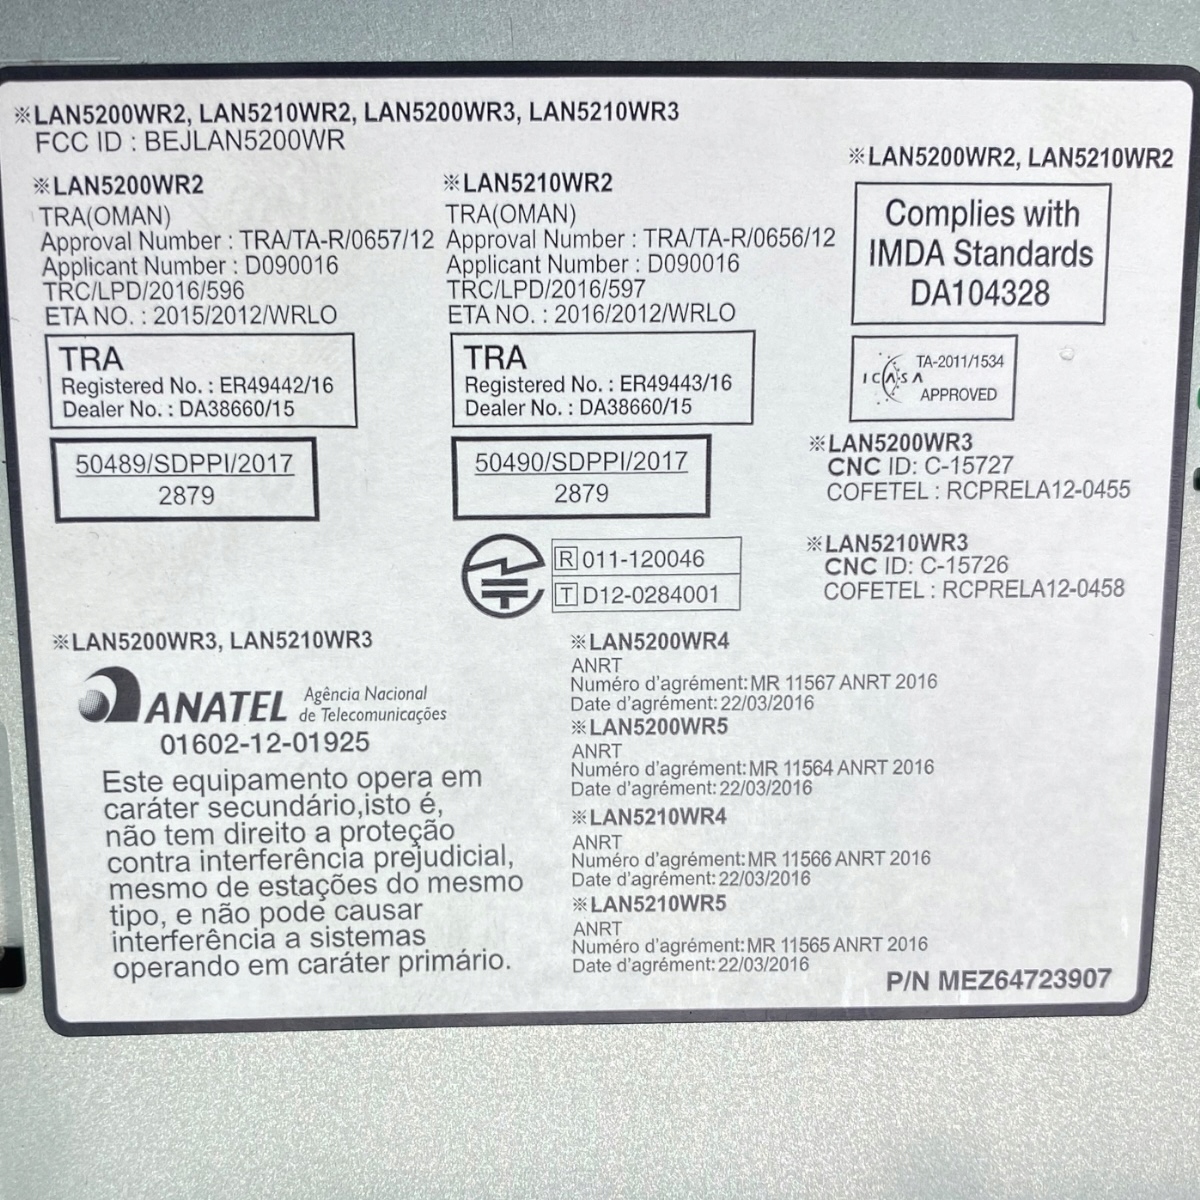 ※LAN5200WR2, LAN5210WR2, LAN5200WR3, LAN5210WR3
FCC ID : BEJLAN5200WR
※LAN5200WR2
TRA(OMAN)
Approval Number : TRA/TA-R/0657/12
Applicant Number : D090016
TRC/LPD/2016/596
ETA NO. : 2015/2012/WRLO
TRA
Registered No. : ER49442/16
Dealer No. : DA38660/15
50489/SDPPI/2017
2879
※LAN5210WR2
TRA(OMAN)
Approval Number : TRA/TA-R/0656/12
Applicant Number : D090016
TRC/LPD/2016/597
ETA NO. : 2016/2012/WRLO
TRA
Registered No. : ER49443/16
Dealer No. : DA38660/15
50490/SDPPI/2017
2879
R 011-120046
T D12-0284001
※LAN5200WR2, LAN5210WR2
Complies with
IMDA Standards
DA104328
ICASA
TA-2011/1534
APPROVED
※LAN5200WR3
CNC ID: C-15727
COFETEL : RCPRELA12-0455
※LAN5210WR3
CNC ID: C-15726
COFETEL : RCPRELA12-0458
※LAN5200WR3, LAN5210WR3
ANATEL
Agência Nacional
de Telecomunicações
01602-12-01925
Este equipamento opera em
caráter secundário,isto é,
não tem direito a proteção
contra interferência prejudicial,
mesmo de estações do mesmo
tipo, e não pode causar
interferência a sistemas
operando em caráter primário.
※LAN5200WR4
ANRT
Numéro d'agrément: MR 11567 ANRT 2016
Date d'agrément: 22/03/2016
※LAN5200WR5
ANRT
Numéro d'agrément: MR 11564 ANRT 2016
Date d'agrément: 22/03/2016
※LAN5210WR4
ANRT
Numéro d'agrément: MR 11566 ANRT 2016
Date d'agrément: 22/03/2016
※LAN5210WR5
ANRT
Numéro d'agrément: MR 11565 ANRT 2016
Date d'agrément: 22/03/2016
P/N MEZ64723907